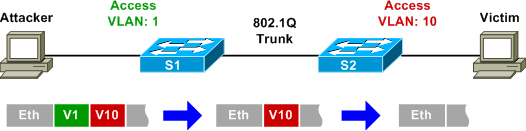 Attacker
Access
VLAN: 1
802.1Q
Trunk
Access
VLAN: 10
Victim
S1
S2
Eth V1 V10
Eth V10
Eth